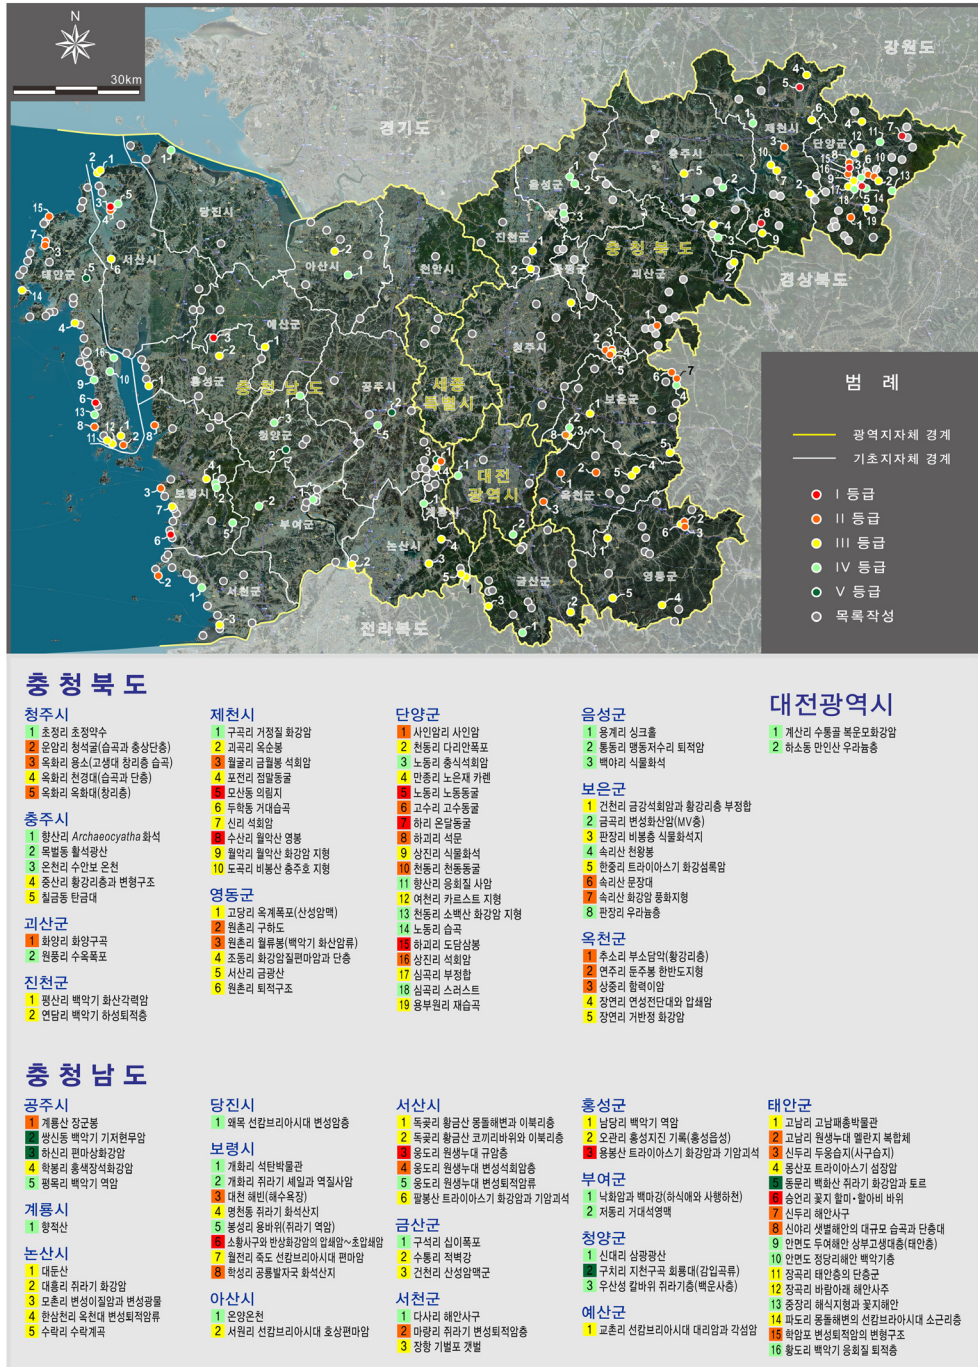 N
30km
강원도
경기도
제천시
단양군
충주시
음성군
당진시
진천군
충청북도
서산시
아산시
천안시
증평군
괴산군
경상북도
태안군
예산군
청주시
홍성군
충청남도
공주시
세종
특별시
보은군
청양군
대전
광역시
보령시
옥천군
부여군
계룡시
논산시
서천군
금산군
영동군
전라북도
범 례
광역지자체 경계
기초지자체 경계
I 등급
II 등급
III 등급
IV 등급
V 등급
목록작성
충청북도
청주시
1 초정리 초정약수
2 운암리 청석굴(습곡과 충상단층)
3 옥화리 용소(고생대 창리층 습곡)
4 옥화리 천경대(습곡과 단층)
5 옥화리 옥화대(창리층)
충주시
1 향산리 Archaeocyatha 화석
2 목벌동 활석광산
3 온천리 수안보 온천
4 중산리 황강리층과 변형구조
5 칠금동 탄금대
괴산군
1 화양리 화양구곡
2 원풍리 수옥폭포
진천군
1 평산리 백악기 화산각력암
2 연담리 백악기 하성퇴적층
제천시
1 구곡리 거정질 화강암
2 괴곡리 옥순봉
3 월굴리 금월봉 석회암
4 포전리 점말동굴
5 모산동 의림지
6 두학동 거대습곡
7 신리 석회암
8 수산리 월악산 영봉
9 월악리 월악산 화강암 지형
10 도곡리 비봉산 충주호 지형
영동군
1 고당리 옥계폭포(산성암맥)
2 원촌리 구하도
3 원촌리 월류봉(백악기 화산암류)
4 조동리 화강암질편마암과 단층
5 서산리 금광산
6 원촌리 퇴적구조
단양군
1 사인암리 사인암
2 천동리 다리안폭포
3 노동리 층식석회암
4 만종리 노은재 카렌
5 노동리 노동동굴
6 고수리 고수동굴
7 하리 온달동굴
8 하괴리 석문
9 상진리 식물화석
10 천동리 천동동굴
11 향산리 응회질 사암
12 여천리 카르스트 지형
13 천동리 소백산 화강암 지형
14 노동리 습곡
15 하괴리 도담삼봉
16 상진리 석회암
17 심곡리 부정합
18 심곡리 스러스트
19 용부원리 재습곡
음성군
1 용계리 싱크홀
2 통동리 맹동저수리 퇴적암
3 백야리 식물화석
보은군
1 건천리 금강석회암과 황강리층 부정합
2 금곡리 변성화산암(MV층)
3 판장리 비봉층 식물화석지
4 속리산 천왕봉
5 한중리 트라이아스기 화강섬록암
6 속리산 문장대
7 속리산 화강암 풍화지형
8 판장리 우라늄층
옥천군
1 추소리 부소담악(황강리층)
2 연주리 둔주봉 한반도지형
3 상중리 함력이암
4 장연리 연성전단대와 압쇄암
5 장연리 거반정 화강암
대전광역시
1 계산리 수통골 복운모화강암
2 하소동 만인산 우라늄층
충청남도
공주시
1 계룡산 장군봉
2 쌍신동 백악기 기저현무암
3 하신리 편마상화강암
4 학봉리 홍색장석화강암
5 평목리 백악기 역암
계룡시
1 향적산
논산시
1 대둔산
2 대흥리 쥐라기 화강암
3 모촌리 변성이질암과 변성광물
4 한삼천리 옥천대 변성퇴적암류
5 수락리 수락계곡
당진시
1 왜목 선캄브리아시대 변성암층
보령시
1 개화리 석탄박물관
2 개화리 쥐라기 셰일과 역질사암
3 대천 해빈(해수욕장)
4 명천동 쥐라기 화석산지
5 봉성리 용바위(쥐라기 역암)
6 소황사구와 반상화강암의 압쇄암~초압쇄암
7 월전리 죽도 선캄브리아시대 편마암
8 학성리 공룡발자국 화석산지
아산시
1 온양온천
2 서원리 선캄브리아시대 호상편마암
서산시
1 독곶리 황금산 몽돌해변과 이북리층
2 독곶리 황금산 코끼리바위와 이북리층
3 웅도리 원생누대 규암층
4 웅도리 원생누대 변성석회암층
5 웅도리 원생누대 변성퇴적암류
6 팔봉산 트라이아스기 화강암과 기암괴석
금산군
1 구석리 십이폭포
2 수통리 적벽강
3 건천리 산성암맥군
서천군
1 다사리 해안사구
2 마량리 쥐라기 변성퇴적암층
3 장항 기벌포 갯벌
홍성군
1 남당리 백악기 역암
2 오관리 홍성지진 기록(홍성읍성)
3 용봉산 트라이아스기 화강암과 기암괴석
부여군
1 낙화암과 백마강(하식애와 사행하천)
2 저동리 거대석영맥
청양군
1 신대리 삼광광산
2 구치리 지천구곡 회룡대(감입곡류)
3 우산성 칼바위 쥐라기층(백운사층)
예산군
1 교촌리 선캄브리아시대 대리암과 각섬암
태안군
1 고남리 고남패총박물관
2 고남리 원생누대 멜란지 복합체
3 신두리 두웅습지(사구습지)
4 몽산포 트라이아스기 섬장암
5 동문리 백화산 쥐라기 화강암과 토르
6 승언리 꽃지 할미·할아비 바위
7 신두리 해안사구
8 신야리 샛별해안의 대규모 습곡과 단층대
9 안면도 두여해안 상부고생대층(태안층)
10 안면도 정당리해안 백악기층
11 장곡리 태안층의 단층군
12 장곡리 바람아래 해안사주
13 중장리 해식지형과 꽃지해안
14 파도리 몽돌해변의 선캄브라아시대 소근리층
15 학암포 변성퇴적암의 변형구조
16 황도리 백악기 응회질 퇴적층